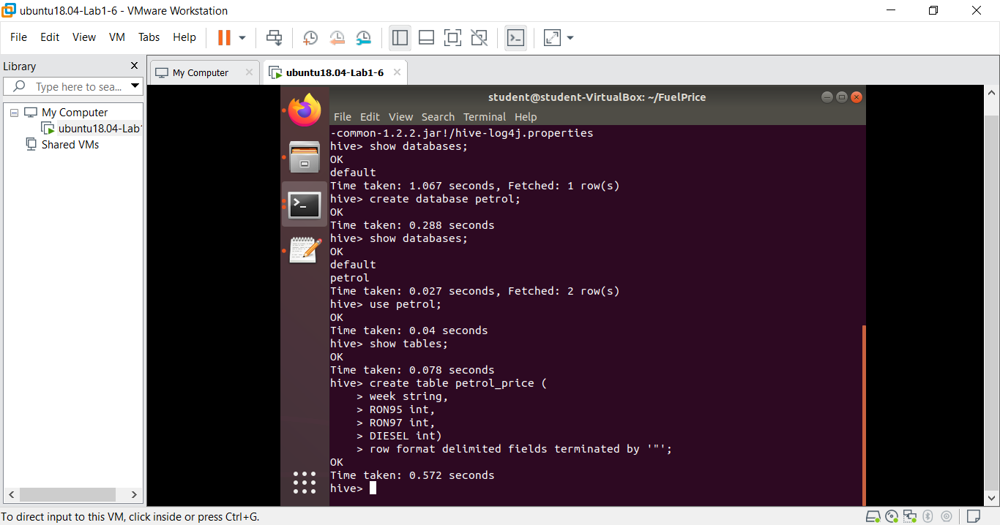 ubuntu18.04-Lab1-6 - VMware Workstation
File Edit View VM Tabs Help
Library
My Computer
ubuntu18.04-Lab1-6
Type here to sea...
My Computer
ubuntu18.04-Lab1
Shared VMs
student@student-VirtualBox: ~/FuelPrice
File Edit View Search Terminal Help
-common-1.2.2.jar!/hive-log4j.properties
hive> show databases;
OK
default
Time taken: 1.067 seconds, Fetched: 1 row(s)
hive> create database petrol;
OK
Time taken: 0.288 seconds
hive> show databases;
OK
default
petrol
Time taken: 0.027 seconds, Fetched: 2 row(s)
hive> use petrol;
OK
Time taken: 0.04 seconds
hive> show tables;
OK
Time taken: 0.078 seconds
hive> create table petrol_price (
> week string,
> RON95 int,
> RON97 int,
> DIESEL int)
> row format delimited fields terminated by '"';
OK
Time taken: 0.572 seconds
hive>
To direct input to this VM, click inside or press Ctrl+G.